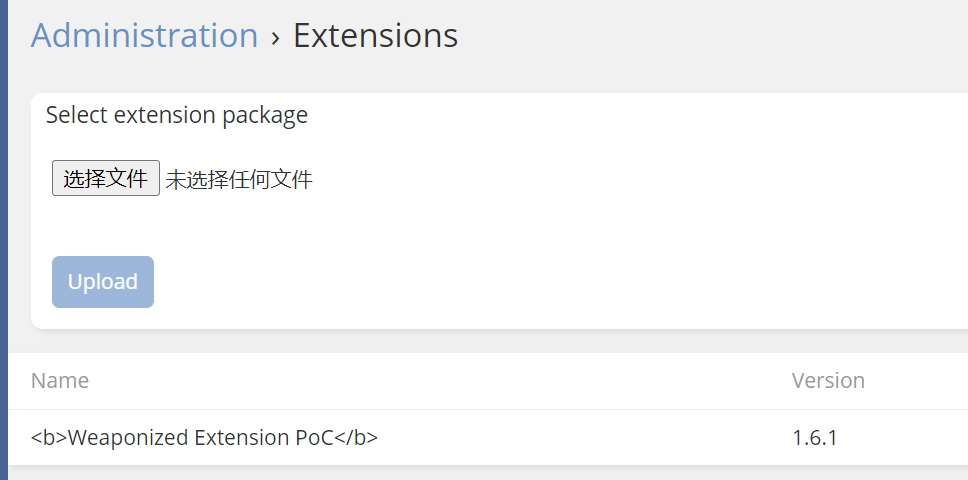 Administration › Extensions
Select extension package
选择文件 未选择任何文件
Upload
Name Version
<b>Weaponized Extension PoC</b> 1.6.1